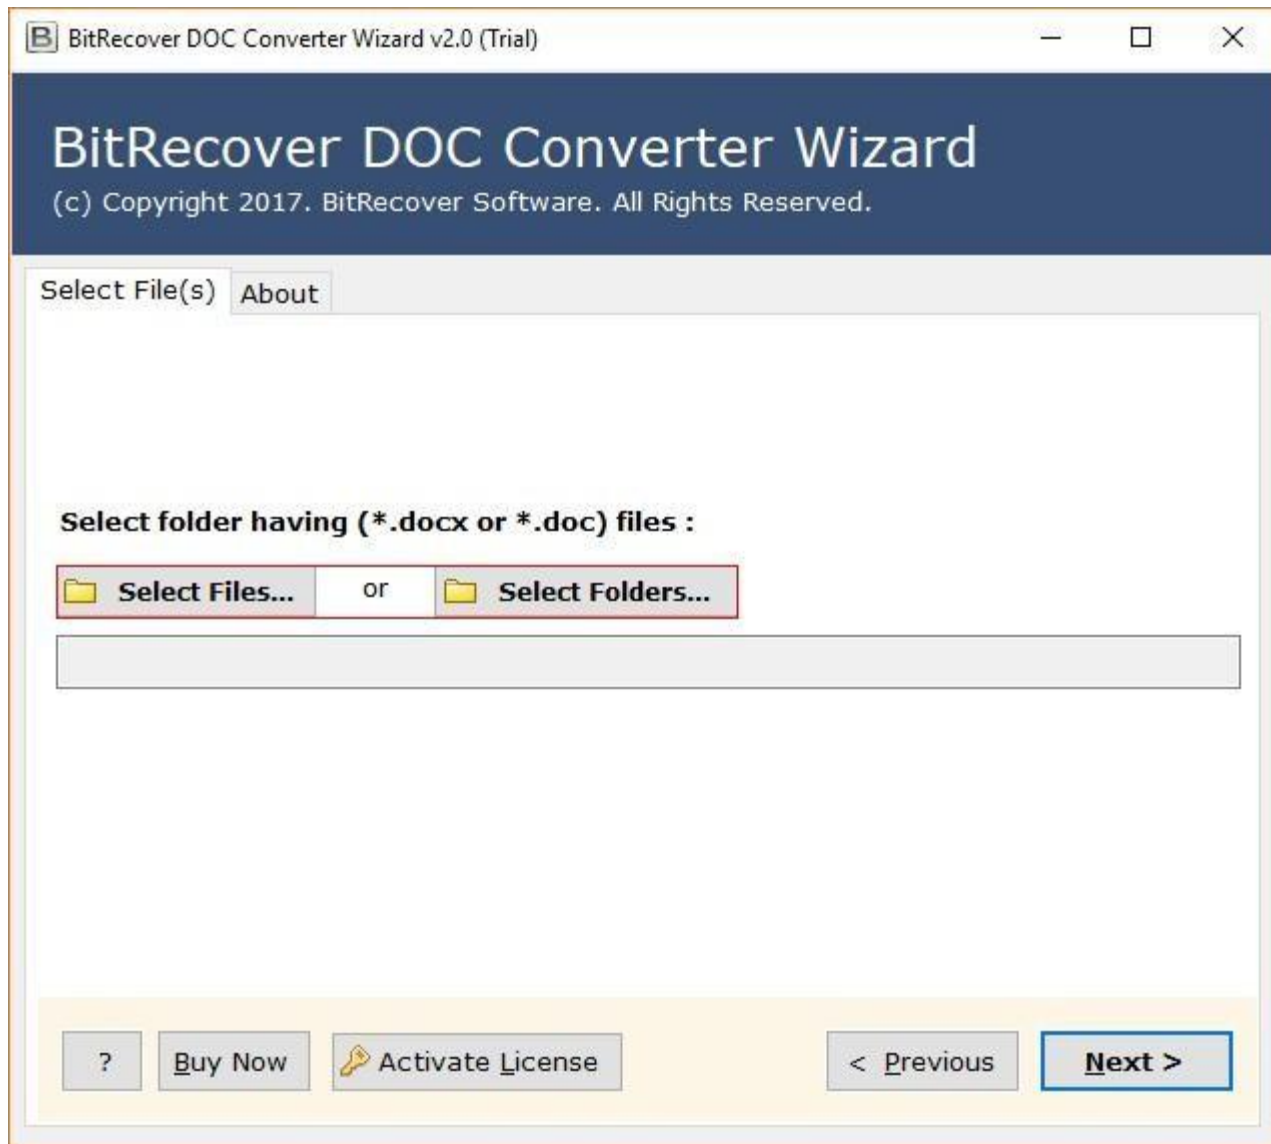 B BitRecover DOC Converter Wizard v2.0 (Trial)
BitRecover DOC Converter Wizard
(c) Copyright 2017. BitRecover Software. All Rights Reserved.
Select File(s) About
Select folder having (*.docx or *.doc) files :
Select Files... or Select Folders...
? Buy Now Activate License < Previous Next >